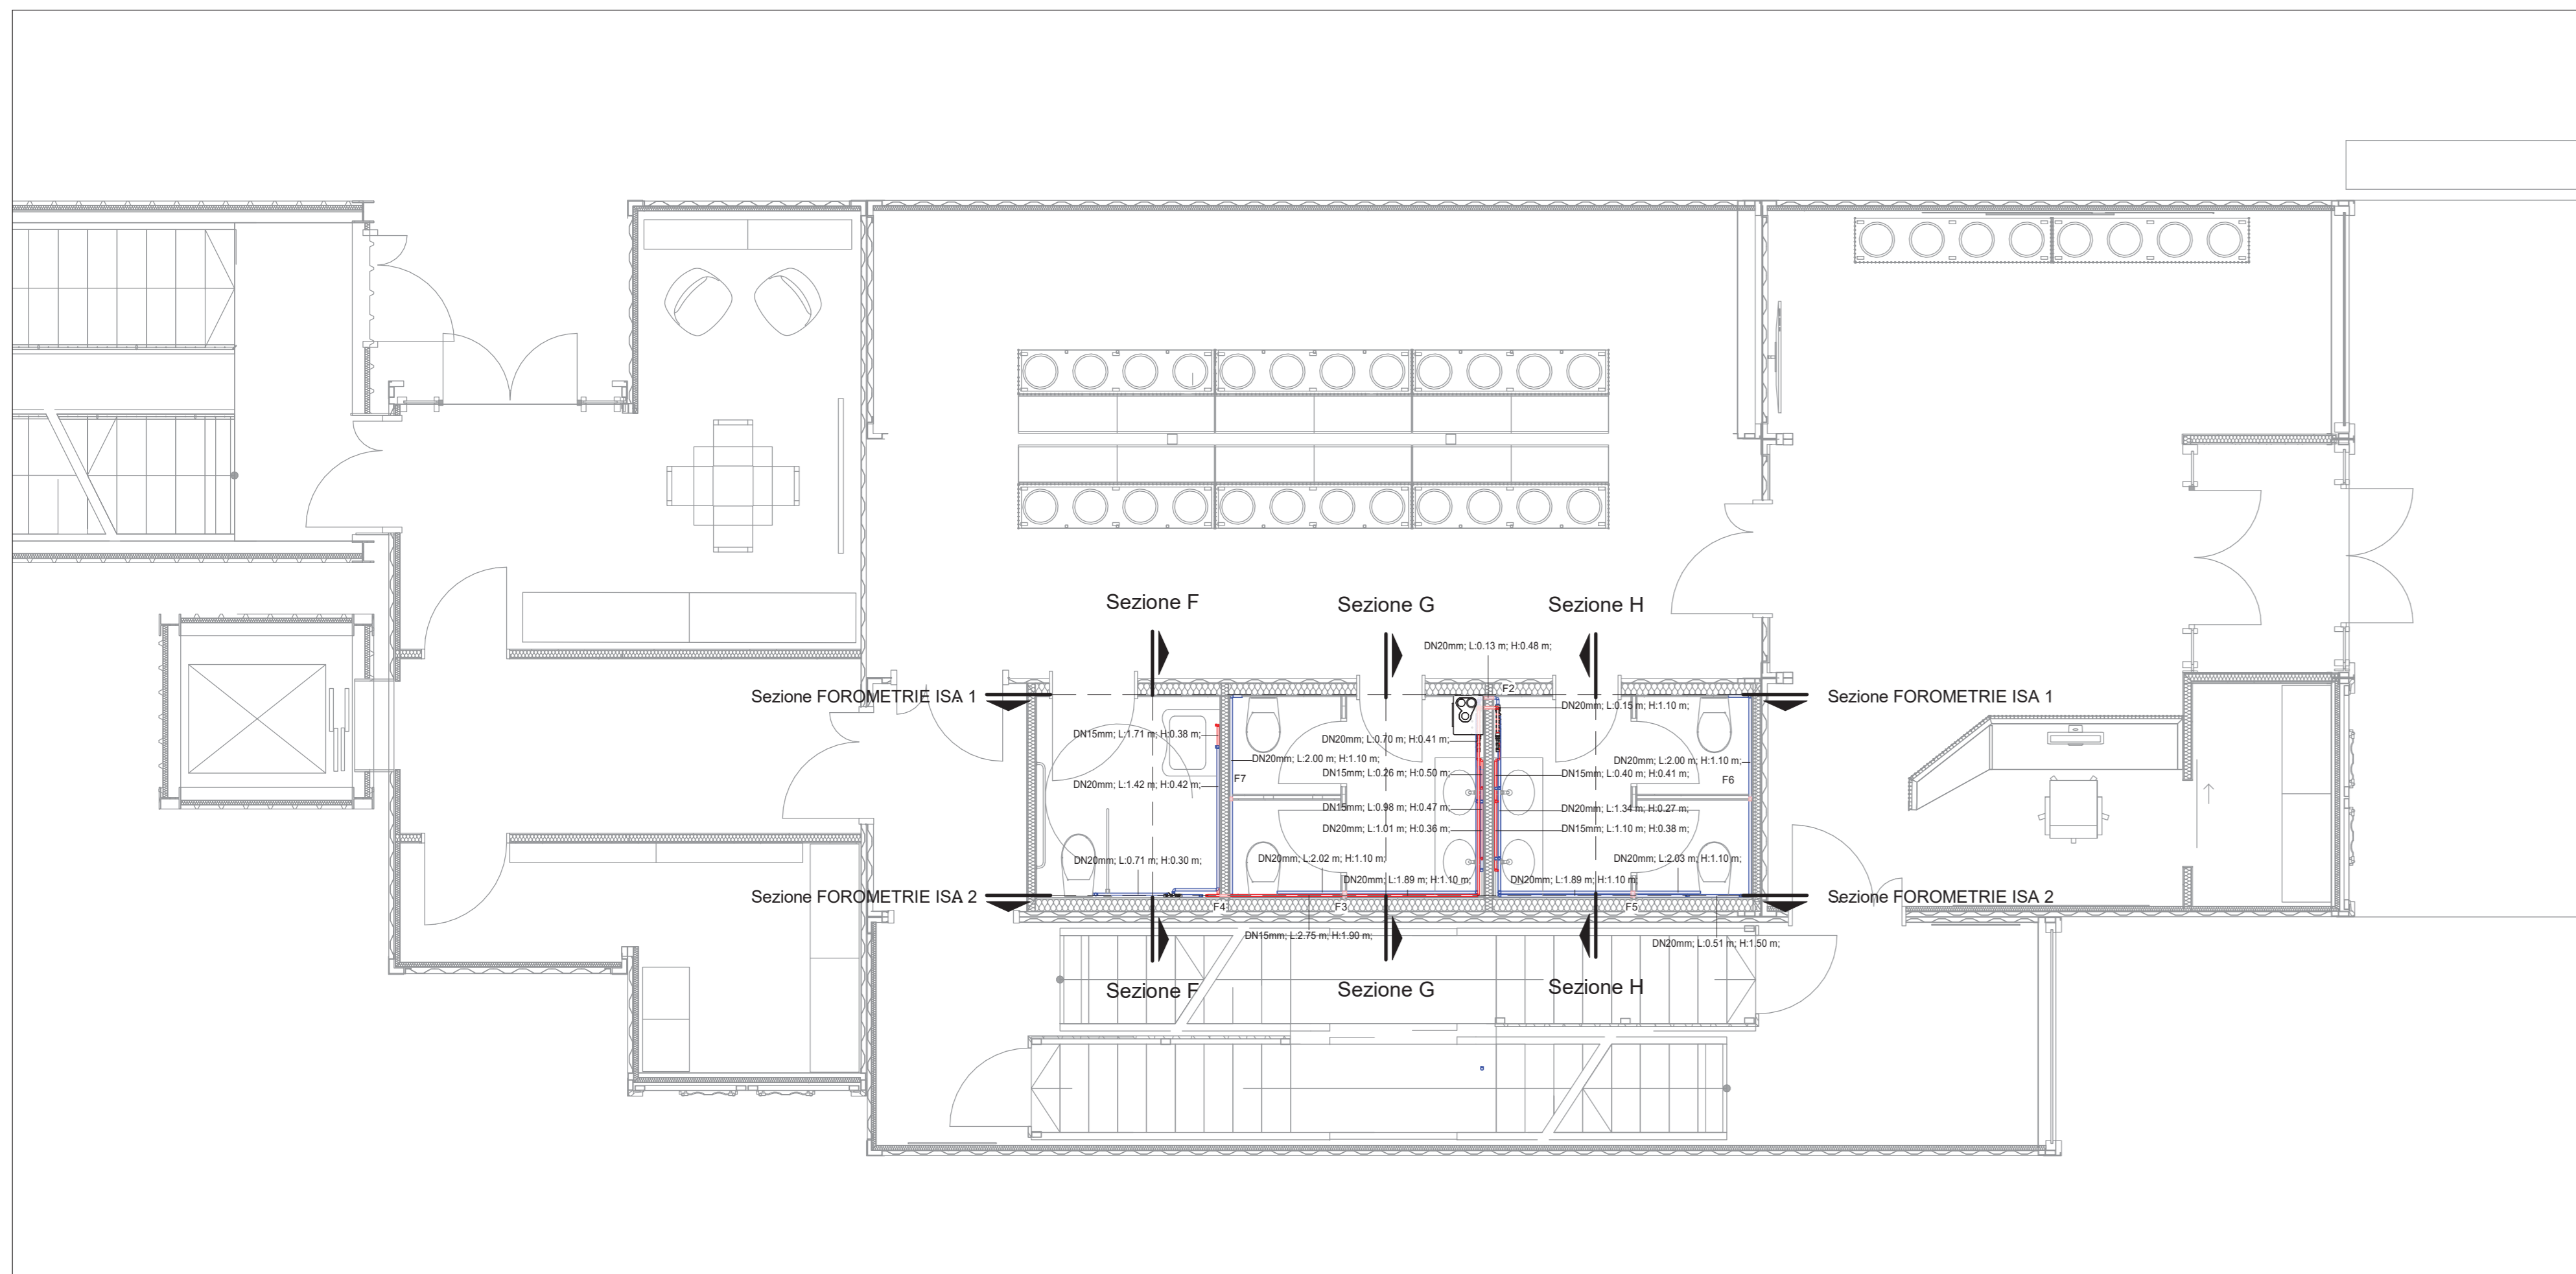 Sezione F
Sezione G
Sezione H
DN20mm; L:0.13 m; H:0.48 m;
F2
Sezione FOROMETRIE ISA 1
Sezione FOROMETRIE ISA 1
DN20mm; L:0.15 m; H:1.10 m;
DN15mm; L:1.71 m; H:0.38 m;
DN20mm; L:0.70 m; H:0.41 m;
DN20mm; L:2.00 m; H:1.10 m;
DN20mm; L:2.00 m; H:1.10 m;
DN15mm; L:0.26 m; H:0.50 m;
DN15mm; L:0.40 m; H:0.41 m;
F7
F6
DN20mm; L:1.42 m; H:0.42 m;
DN15mm; L:0.98 m; H:0.47 m;
DN20mm; L:1.34 m; H:0.27 m;
DN20mm; L:1.01 m; H:0.36 m;
DN15mm; L:1.10 m; H:0.38 m;
DN20mm; L:0.71 m; H:0.30 m;
DN20mm; L:2.02 m; H:1.10 m;
DN20mm; L:2.03 m; H:1.10 m;
DN20mm; L:1.89 m; H:1.10 m;
DN20mm; L:1.89 m; H:1.10 m;
Sezione FOROMETRIE ISA 2
Sezione FOROMETRIE ISA 2
F4
F3
F5
DN15mm; L:2.75 m; H:1.90 m;
DN20mm; L:0.51 m; H:1.50 m;
Sezione F
Sezione G
Sezione H